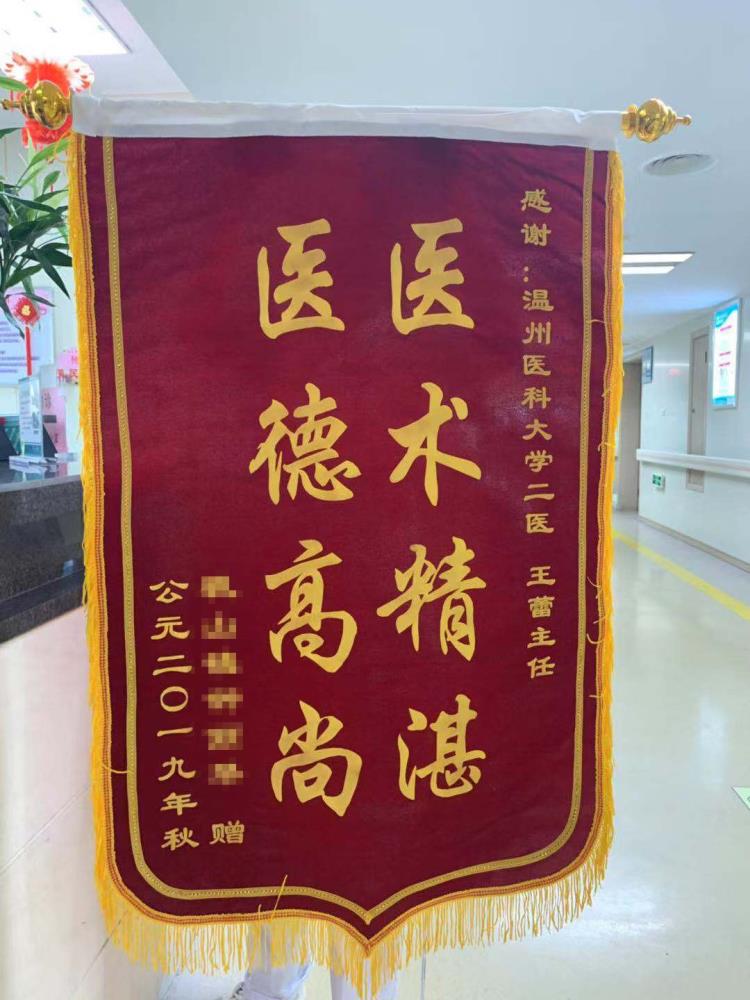 感谢：温州医科大学二医 王蕾主任
医术精湛
医德高尚
赠
公元二〇一九年秋